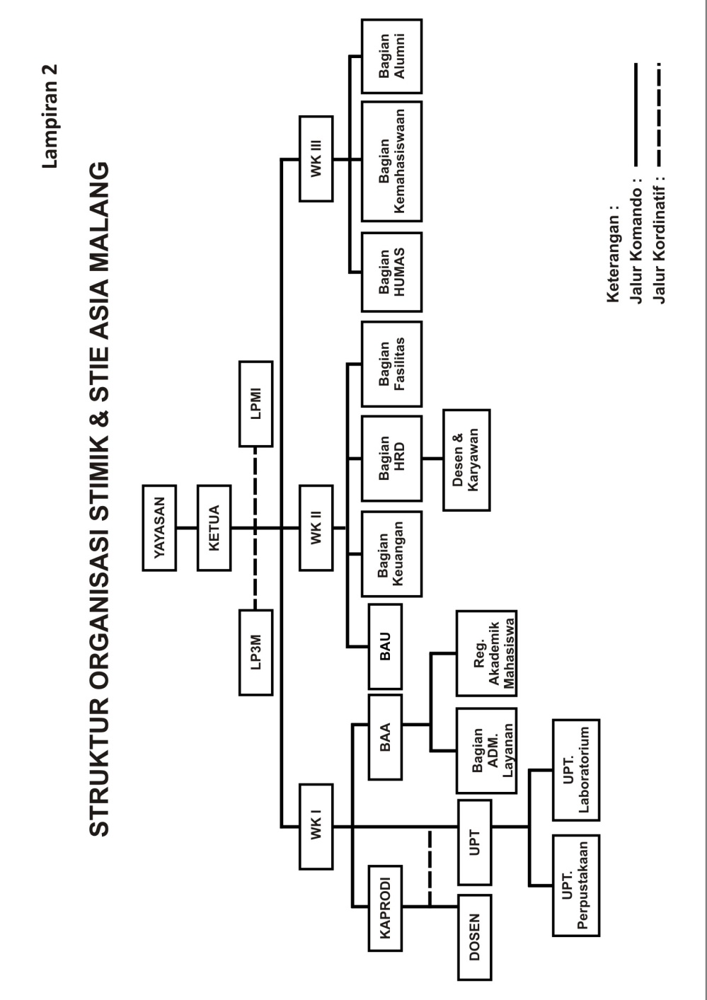 Lampiran 2
STRUKTUR ORGANISASI STIMIK & STIE ASIA MALANG
YAYASAN
KETUA
LP3M
LPMI
WK I
WK II
WK III
KAPRODI
BAA
BAU
Bagian
Keuangan
Bagian
HRD
Bagian
Fasilitas
Bagian
HUMAS
Bagian
Kemahasiswaan
Bagian
Alumni
DOSEN
UPT
Bagian
ADM.
Layanan
Reg.
Akademik
Mahasiswa
Desen &
Karyawan
UPT.
Perpustakaan
UPT.
Laboratorium
Keterangan :
Jalur Komando :
Jalur Kordinatif :